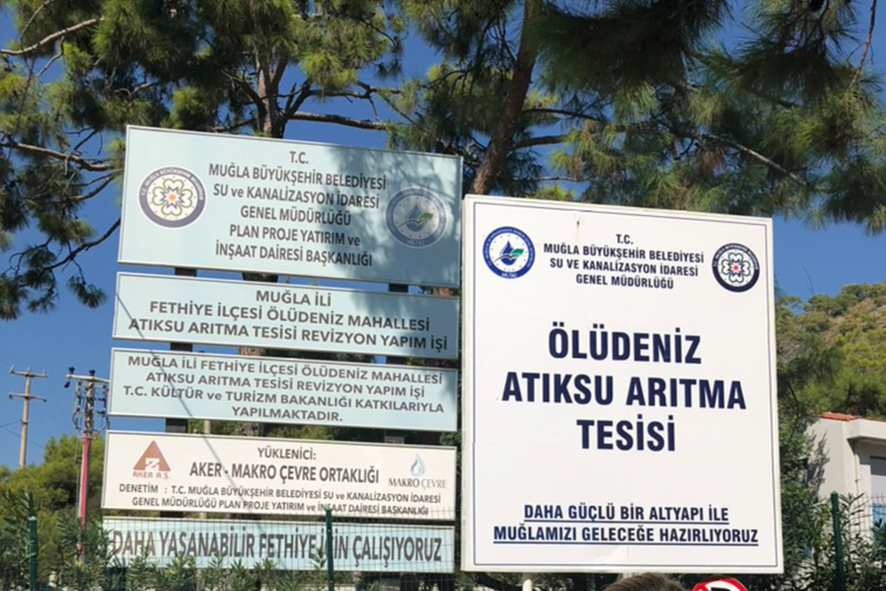 T.C.
MUĞLA BÜYÜKŞEHİR BELEDİYESİ
SU ve KANALİZASYON İDARESİ
GENEL MÜDÜRLÜĞÜ
PLAN PROJE YATIRIM ve
İNŞAAT DAİRESİ BAŞKANLIĞI
MUĞLA İLİ
FETHİYE İLÇESİ ÖLÜDENİZ MAHALLESİ
ATIKSU ARITMA TESİSİ REVİZYON YAPIM İŞİ
MUĞLA İLİ FETHİYE İLÇESİ ÖLÜDENİZ MAHALLESİ
ATIKSU ARITMA TESİSİ REVİZYON YAPIM İŞİ
T.C. KÜLTÜR ve TURİZM BAKANLIĞI KATKILARIYLA
YAPILMAKTADIR.
YÜKLENİCİ:
AKER - MAKRO ÇEVRE ORTAKLIĞI
AKER A.Ş.
MAKRO ÇEVRE
DENETİM : T.C. MUĞLA BÜYÜKŞEHİR BELEDİYESİ SU ve KANALİZASYON İDARESİ
GENEL MÜDÜRLÜĞÜ PLAN PROJE YATIRIM ve İNŞAAT DAİRESİ BAŞKANLIĞI
DAHA YAŞANABİLİR FETHİYE İÇİN ÇALIŞIYORUZ
T.C.
MUĞLA BÜYÜKŞEHİR BELEDİYESİ
SU VE KANALİZASYON İDARESİ
GENEL MÜDÜRLÜĞÜ
ÖLÜDENİZ
ATIKSU ARITMA
TESİSİ
DAHA GÜÇLÜ BİR ALTYAPI İLE
MUĞLAMIZI GELECEĞE HAZIRLIYORUZ